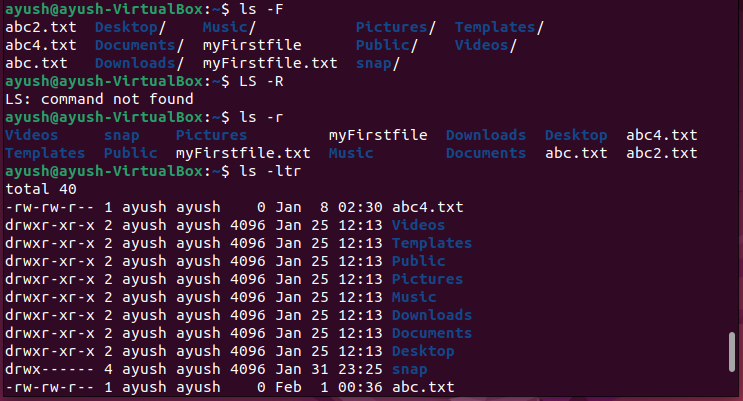 ayush@ayush-VirtualBox:~$ ls -F
abc2.txt  Desktop/    Music/           Pictures/  Templates/
abc4.txt  Documents/  myFirstfile      Public/    Videos/
abc.txt   Downloads/  myFirstfile.txt  snap/
ayush@ayush-VirtualBox:~$ LS -R
LS: command not found
ayush@ayush-VirtualBox:~$ ls -r
Videos     snap    Pictures         myFirstfile  Downloads  Desktop  abc4.txt
Templates  Public  myFirstfile.txt  Music        Documents  abc.txt  abc2.txt
ayush@ayush-VirtualBox:~$ ls -ltr
total 40
-rw-rw-r-- 1 ayush ayush    0 Jan  8 02:30 abc4.txt
drwxr-xr-x 2 ayush ayush 4096 Jan 25 12:13 Videos
drwxr-xr-x 2 ayush ayush 4096 Jan 25 12:13 Templates
drwxr-xr-x 2 ayush ayush 4096 Jan 25 12:13 Public
drwxr-xr-x 2 ayush ayush 4096 Jan 25 12:13 Pictures
drwxr-xr-x 2 ayush ayush 4096 Jan 25 12:13 Music
drwxr-xr-x 2 ayush ayush 4096 Jan 25 12:13 Downloads
drwxr-xr-x 2 ayush ayush 4096 Jan 25 12:13 Documents
drwxr-xr-x 2 ayush ayush 4096 Jan 25 12:13 Desktop
drwx------ 4 ayush ayush 4096 Jan 31 23:25 snap
-rw-rw-r-- 1 ayush ayush    0 Feb  1 00:36 abc.txt